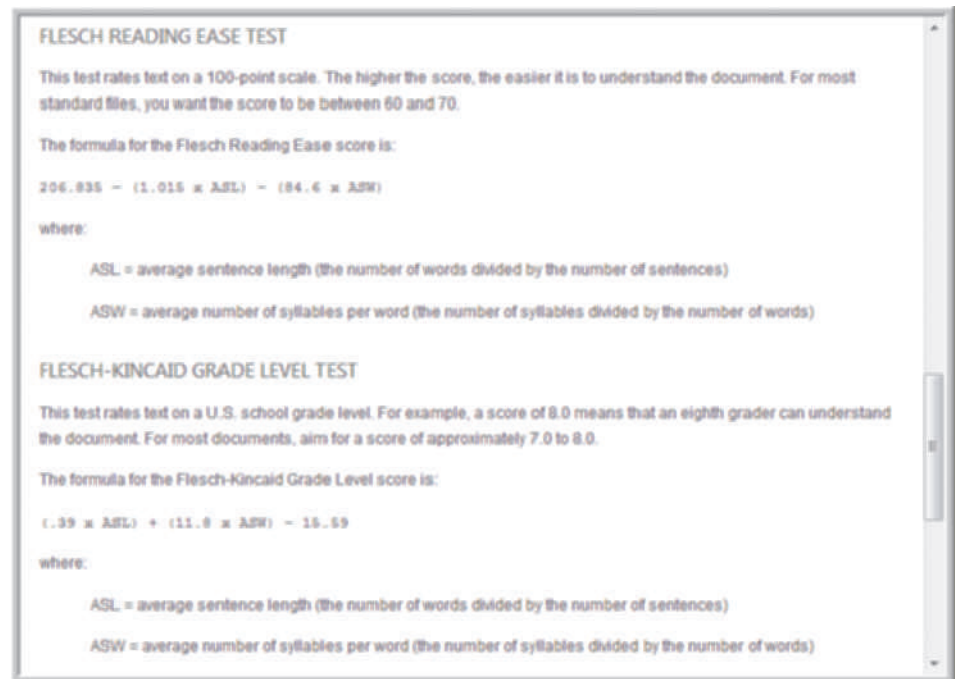 FLESCH READING EASE TEST
This test rates text on a 100-point scale. The higher the score, the easier it is to understand the document. For most
standard files, you want the score to be between 60 and 70.
The formula for the Flesch Reading Ease score is:
206.835 – (1.015 x ASL) – (84.6 x ASW)
where:
ASL = average sentence length (the number of words divided by the number of sentences)
ASW = average number of syllables per word (the number of syllables divided by the number of words)
FLESCH-KINCAID GRADE LEVEL TEST
This test rates text on a U.S. school grade level. For example, a score of 8.0 means that an eighth grader can understand
the document. For most documents, aim for a score of approximately 7.0 to 8.0.
The formula for the Flesch-Kincaid Grade Level score is:
(.39 x ASL) + (11.8 x ASW) – 15.59
where:
ASL = average sentence length (the number of words divided by the number of sentences)
ASW = average number of syllables per word (the number of syllables divided by the number of words)